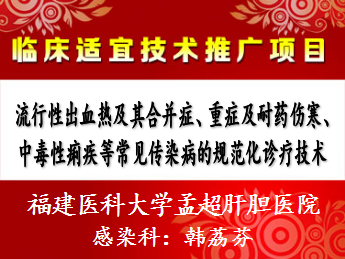 临床适宜技术推广项目
流行性出血热及其合并症、重症及耐药伤寒、
中毒性痢疾等常见传染病的规范化诊疗技术
福建医科大学孟超肝胆医院
感染科：韩荔芬